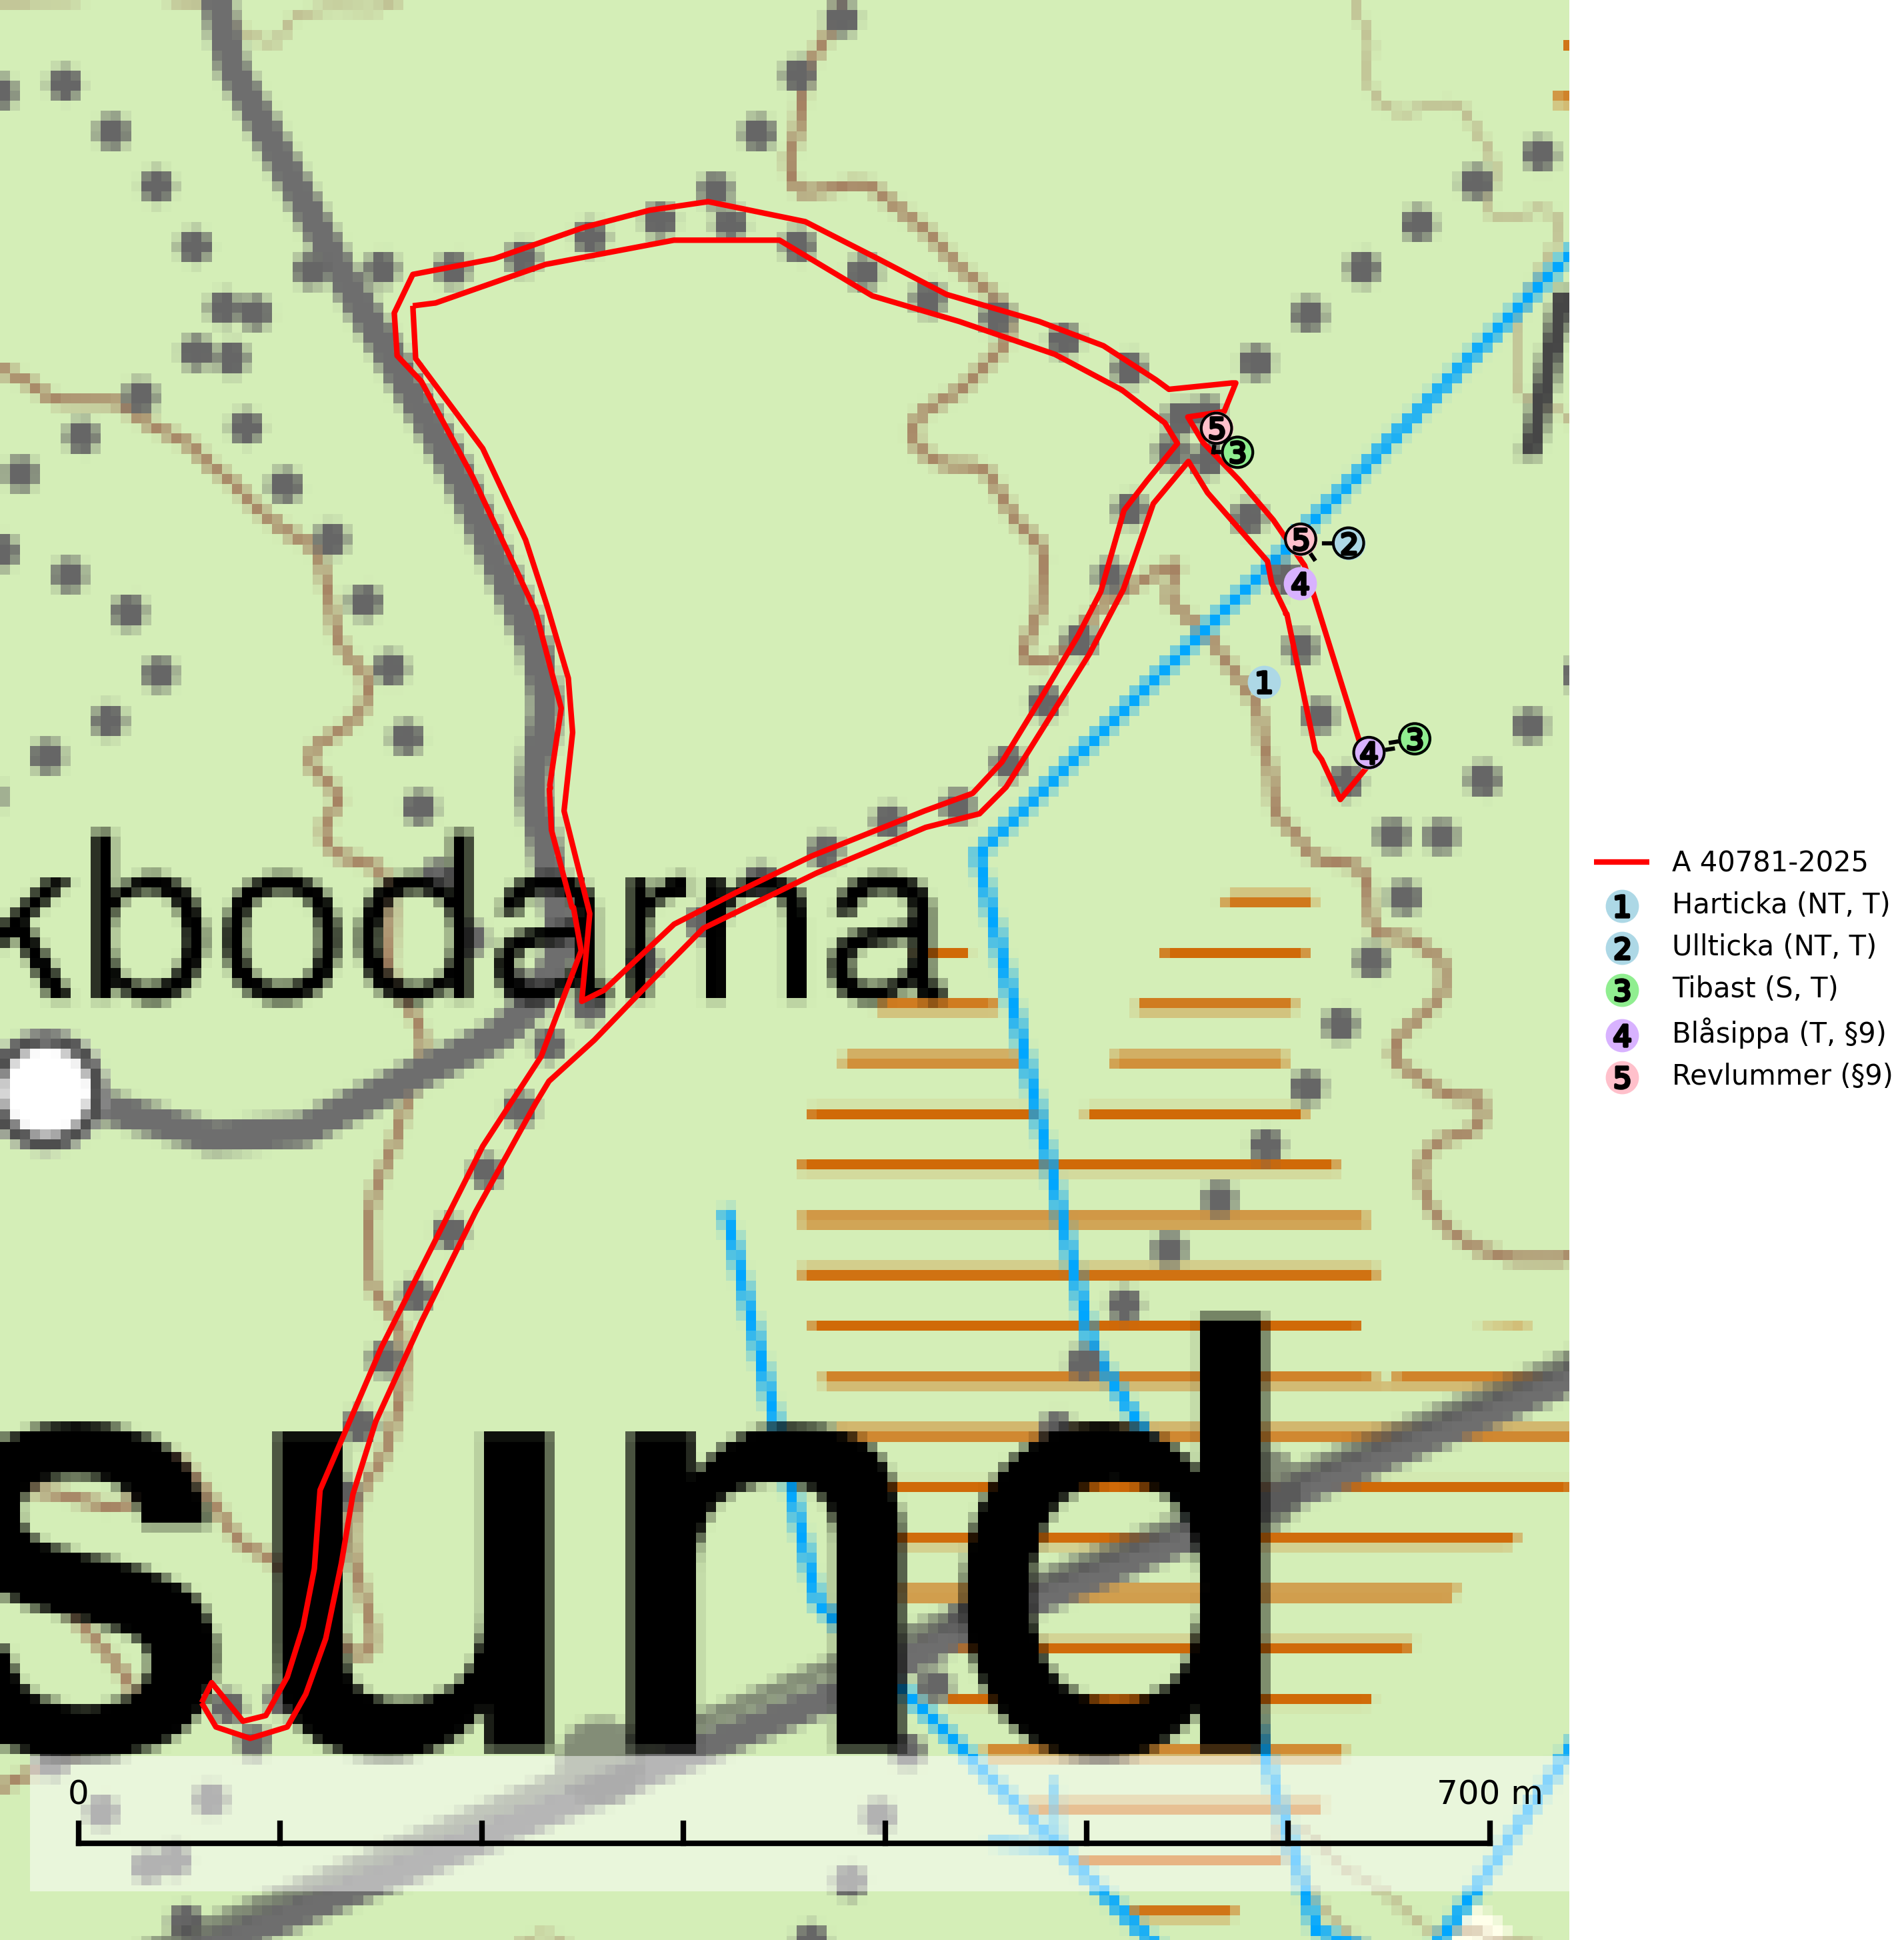 5
3
5
2
4
1
4
3
kbodarna
sund
0
700 m
A 40781-2025
1 Harticka (NT, T)
2 Ullticka (NT, T)
3 Tibast (S, T)
4 Blåsippa (T, §9)
5 Revlummer (§9)